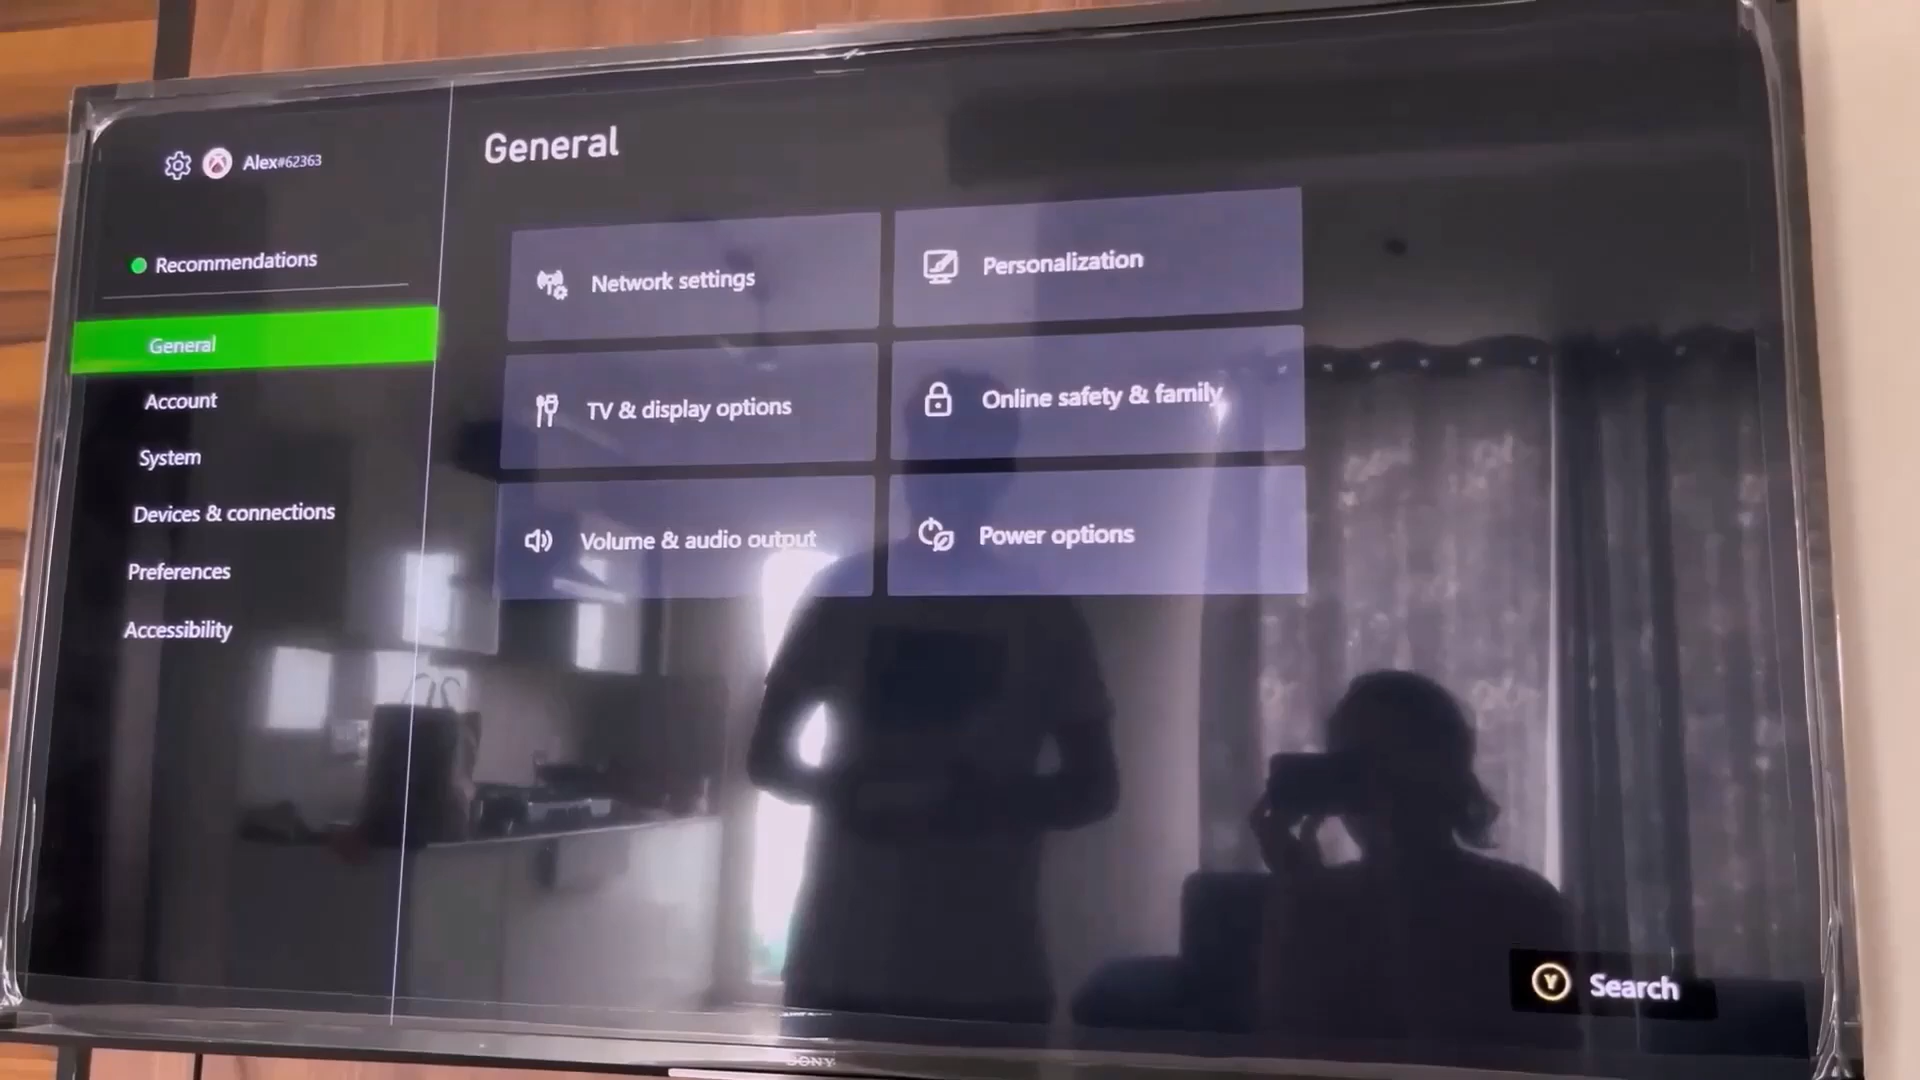 Alex#62363
Recommendations
General
Account
System
Devices & connections
Preferences
Accessibility
General
Network settings
Personalization
TV & display options
Online safety & family
Volume & audio output
Power options
Y Search
SONY